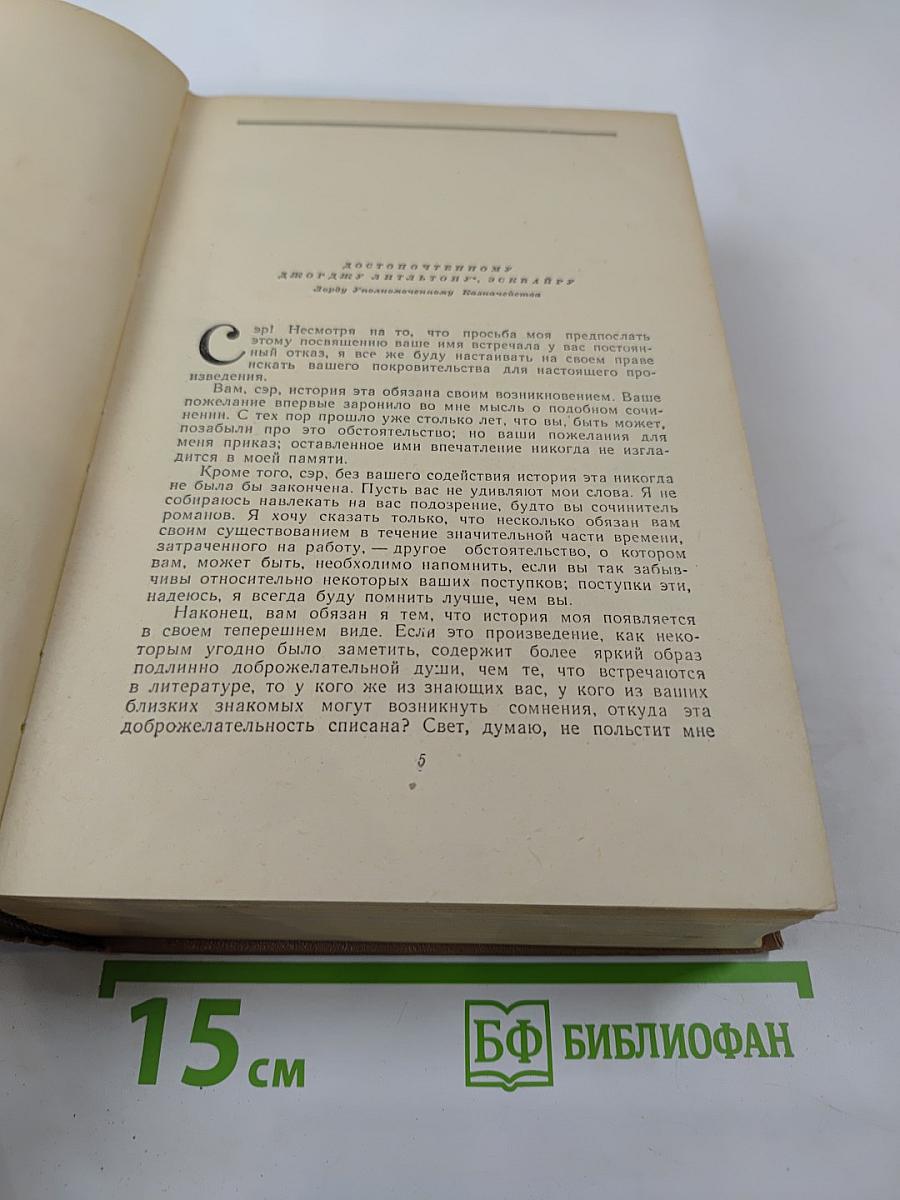 ДОСТОПОЧТЕННОМУ
ДЖОРДЖУ ЛИТЛЬТОНУ*, ЭСКВАЙРУ
Лорду Уполномоченному Казначейства
Сэр! Несмотря на то, что просьба моя предпослать
этому посвящению ваше имя встречала у вас постоян-
ный отказ, я все же буду настаивать на своем праве
искать вашего покровительства для настоящего про-
изведения.
Вам, сэр, история эта обязана своим возникновением. Ваше
пожелание впервые заронило во мне мысль о подобном сочи-
нении. С тех пор прошло уже столько лет, что вы, быть может,
позабыли про это обстоятельство; но ваши пожелания для
меня приказ; оставленное ими впечатление никогда не изгла-
дится в моей памяти.
Кроме того, сэр, без вашего содействия история эта никогда
не была бы закончена. Пусть вас не удивляют мои слова. Я не
собираюсь навлекать на вас подозрение, будто вы сочинитель
романов. Я хочу сказать только, что несколько обязан вам
своим существованием в течение значительной части времени,
затраченного на работу, — другое обстоятельство, о котором
вам, может быть, необходимо напомнить, если вы так забыв-
чивы относительно некоторых ваших поступков; поступки эти,
надеюсь, я всегда буду помнить лучше, чем вы.
Наконец, вам обязан я тем, что история моя появляется
в своем теперешнем виде. Если это произведение, как неко-
торым угодно было заметить, содержит более яркий образ
подлинно доброжелательной души, чем те, что встречаются
в литературе, то у кого же из знающих вас, у кого из ваших
близких знакомых могут возникнуть сомнения, откуда эта
доброжелательность списана? Свет, думаю, не польстит мне
5
15 см
БФ БИБЛИОФАН